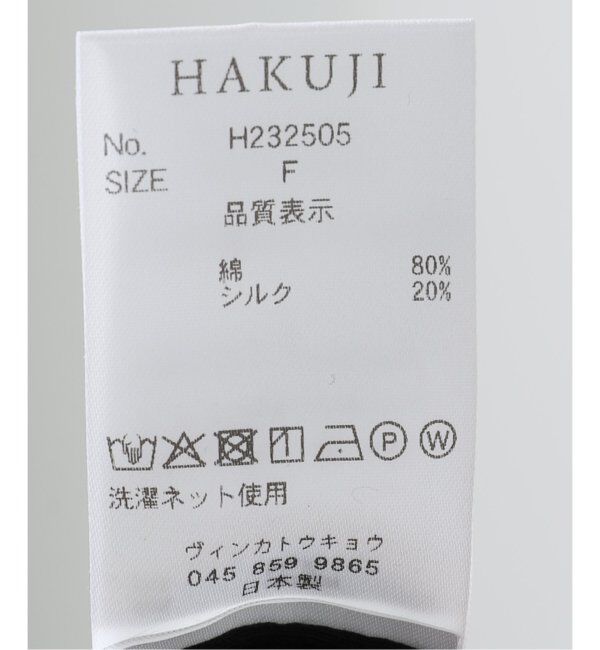 HAKUJI
No. H232505
SIZE F
品質表示
綿 80%
シルク 20%
P W
洗濯ネット使用
ヴィンカトウキョウ
045 859 9865
日本製